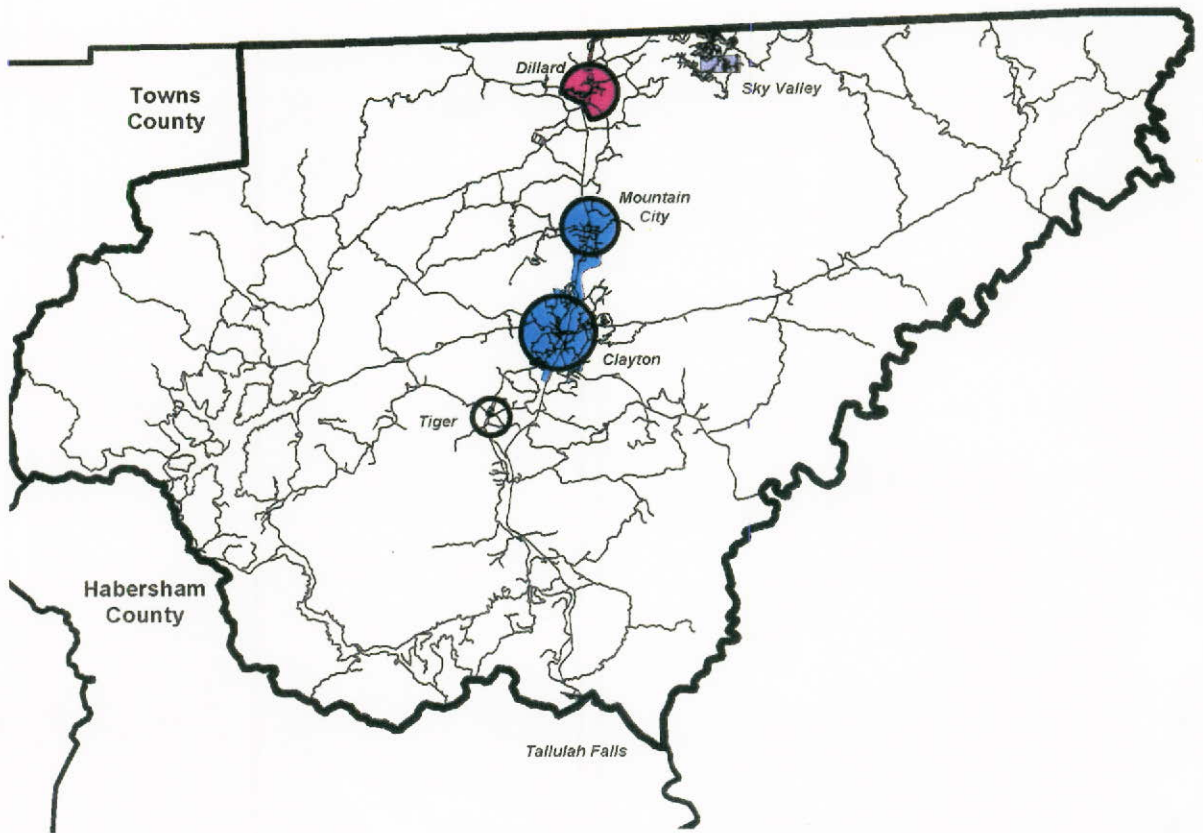 Dillard
Sky Valley
Towns
County
Mountain
City
Clayton
Tiger
Habersham
County
Tallulah Falls